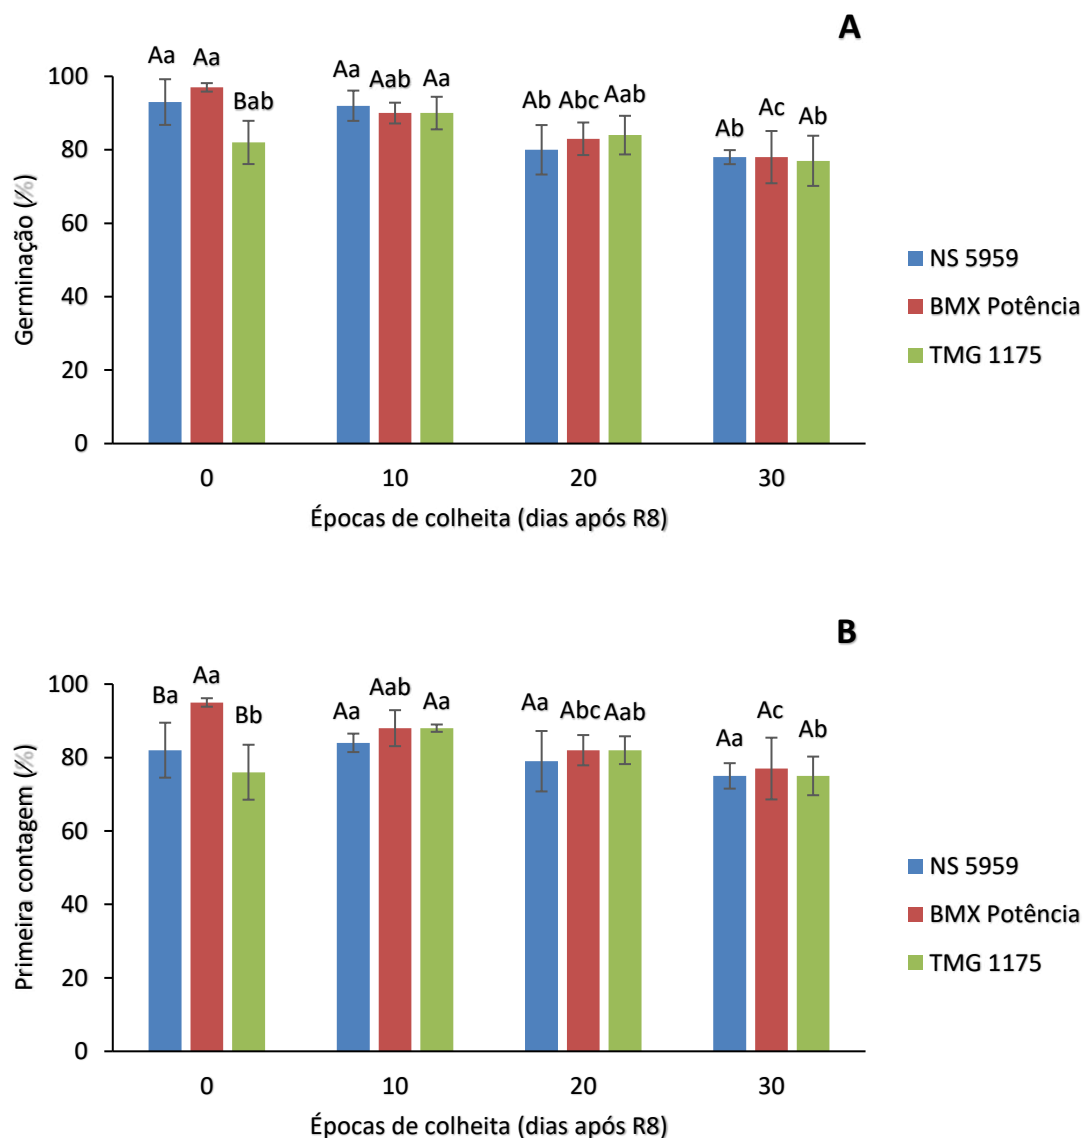 A
Aa Aa Bab Aa Aab Aa Ab Abc Aab Ab Ac Ab
100
80
60
40
20
0
Germinação (%)
0 10 20 30
Épocas de colheita (dias após R8)
NS 5959
BMX Potência
TMG 1175
B
Ba Aa Bb Aa Aab Aa Aa Abc Aab Aa Ac Ab
100
80
60
40
20
0
Primeira contagem (%)
0 10 20 30
Épocas de colheita (dias após R8)
NS 5959
BMX Potência
TMG 1175